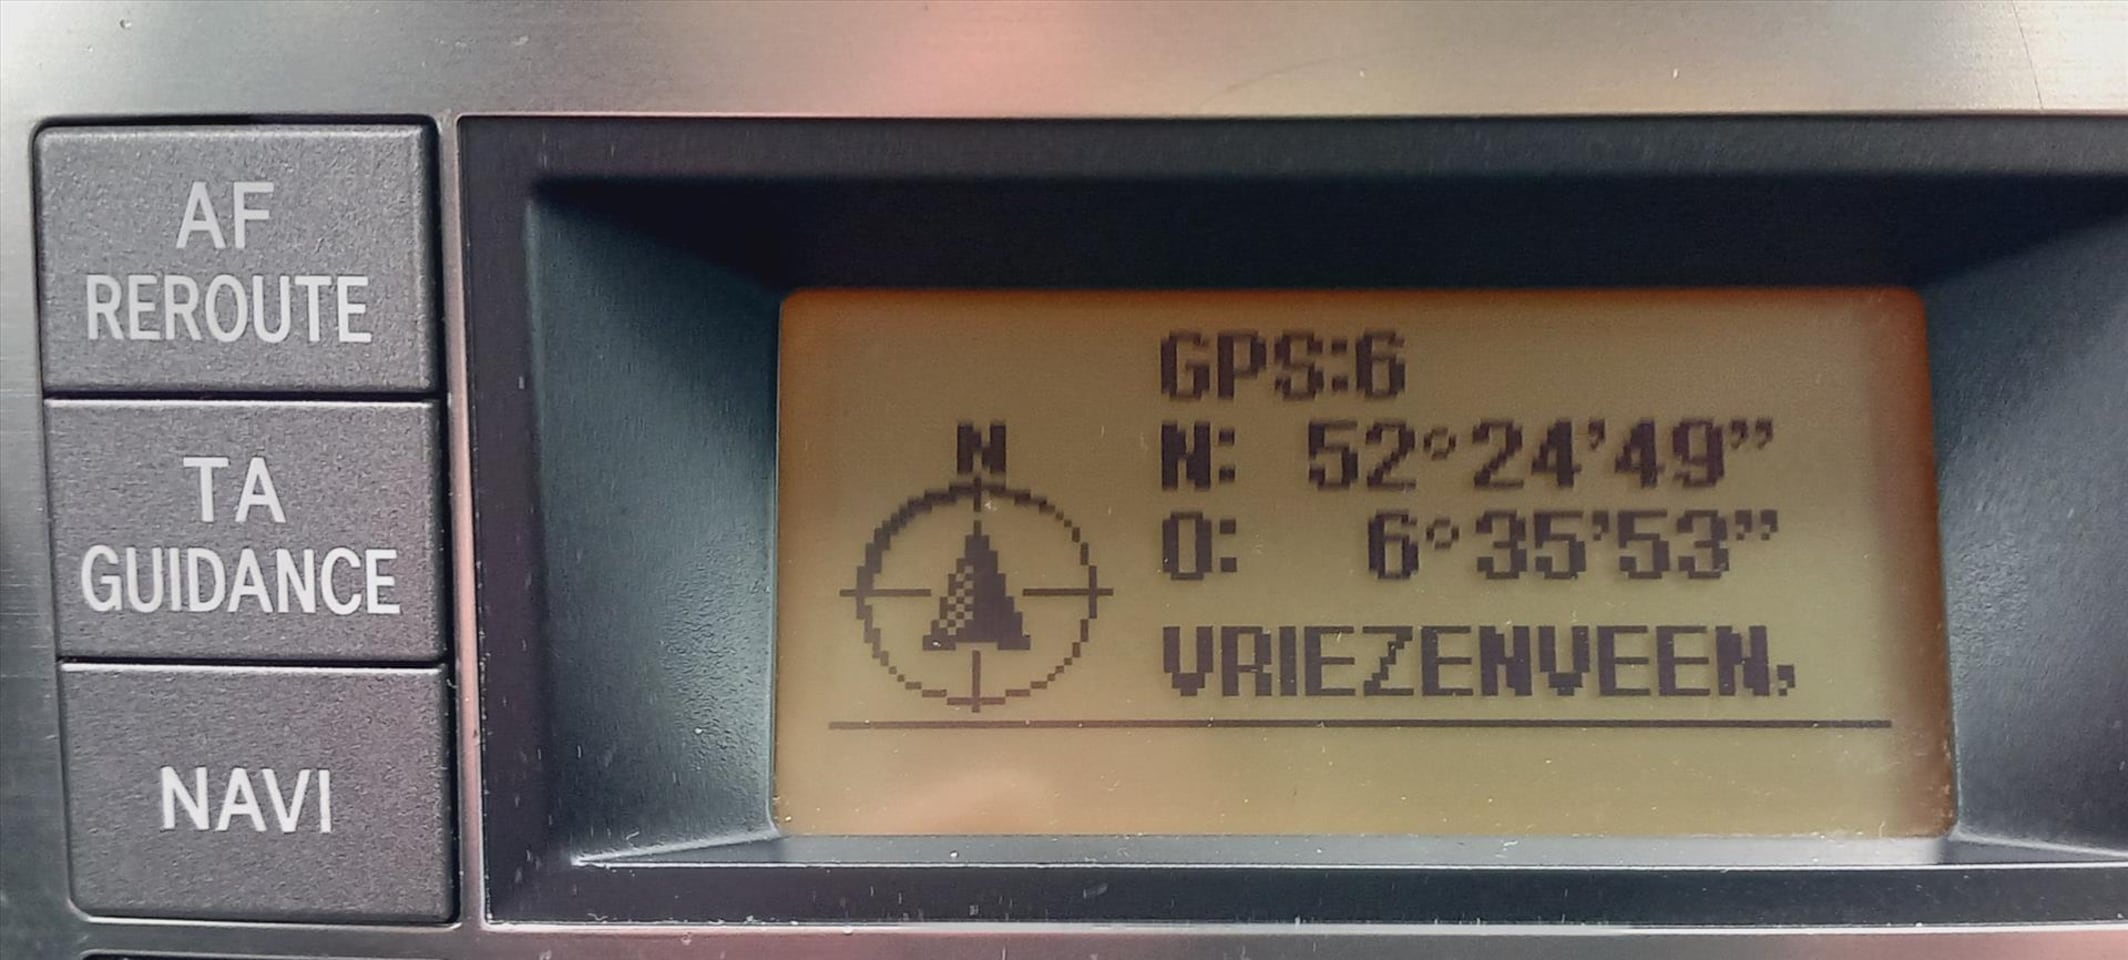 AF
REROUTE
TA
GUIDANCE
NAVI
GPS:6
N
N: 52°24'49"
O: 6°35'53"
VRIEZENVEEN,